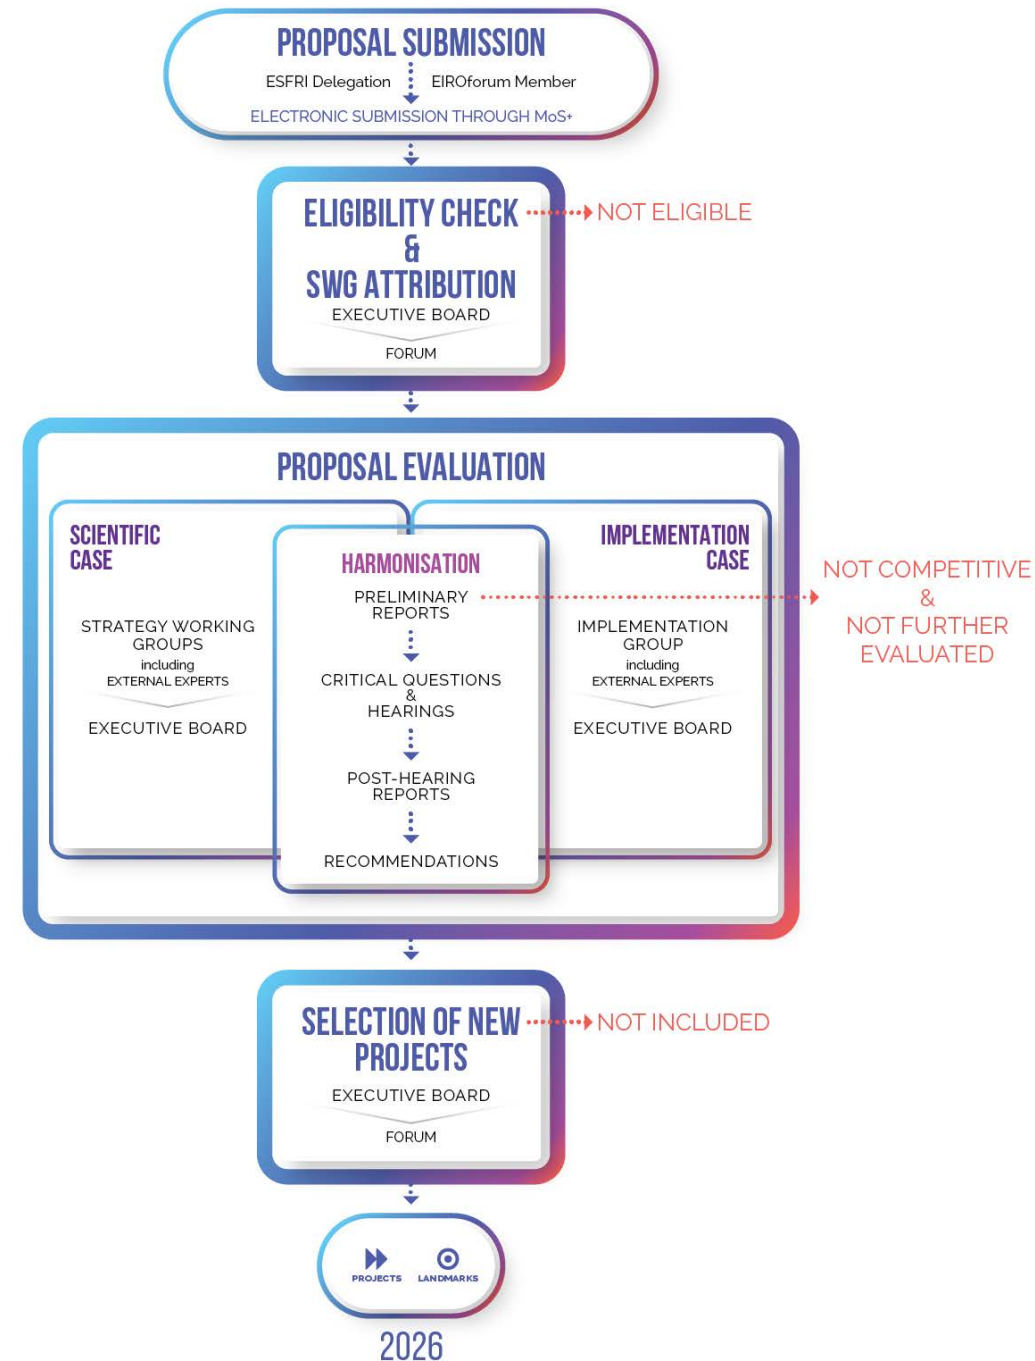 PROPOSAL SUBMISSION
ESFRI Delegation
EIROforum Member
ELECTRONIC SUBMISSION THROUGH MoS+
ELIGIBILITY CHECK
&
SWG ATTRIBUTION
EXECUTIVE BOARD
FORUM
NOT ELIGIBLE
PROPOSAL EVALUATION
SCIENTIFIC
CASE
STRATEGY WORKING
GROUPS
including
EXTERNAL EXPERTS
EXECUTIVE BOARD
HARMONISATION
PRELIMINARY
REPORTS
CRITICAL QUESTIONS
&
HEARINGS
POST-HEARING
REPORTS
RECOMMENDATIONS
IMPLEMENTATION
CASE
IMPLEMENTATION
GROUP
including
EXTERNAL EXPERTS
EXECUTIVE BOARD
NOT COMPETITIVE
&
NOT FURTHER
EVALUATED
SELECTION OF NEW
PROJECTS
EXECUTIVE BOARD
FORUM
NOT INCLUDED
PROJECTS
LANDMARKS
2026